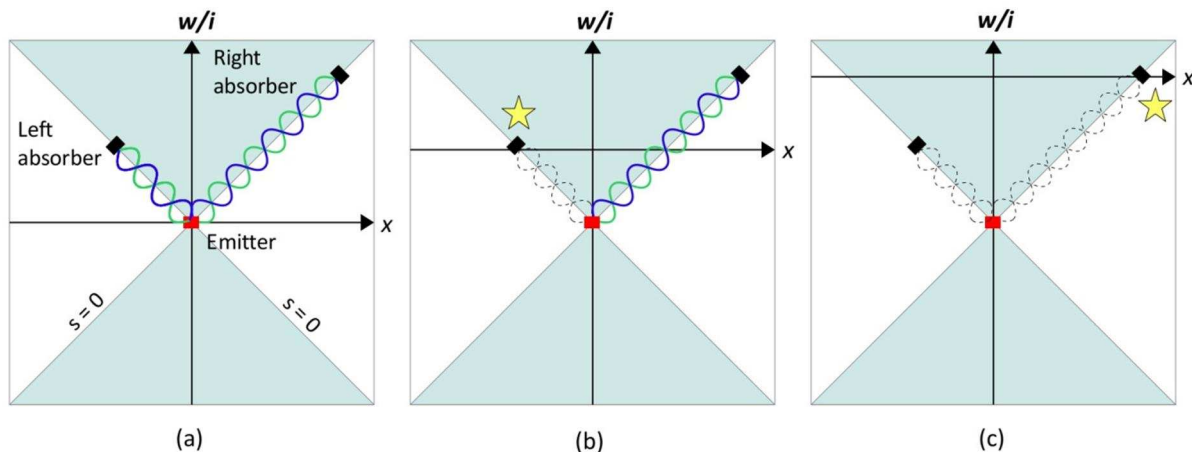 w/i
Right
absorber
Left
absorber
x
Emitter
s = 0
s = 0
(a)
w/i
x
(b)
w/i
x
(c)